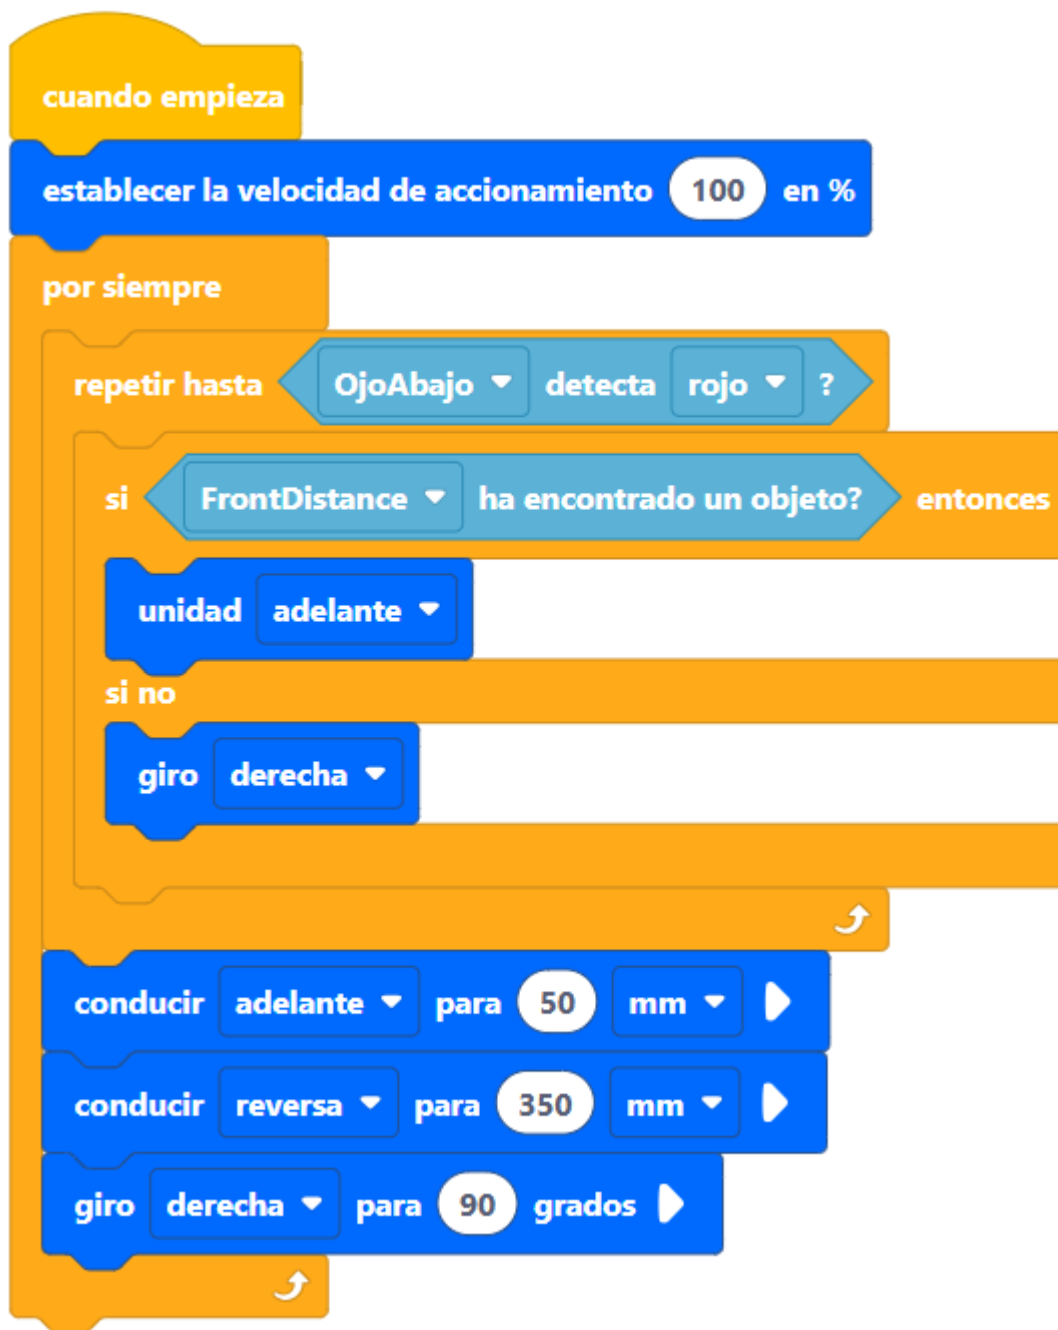 cuando empieza
establecer la velocidad de accionamiento 100 en %
por siempre
repetir hasta OjoAbajo detecta rojo ?
si FrontDistance ha encontrado un objeto? entonces
unidad adelante
si no
giro derecha
conducir adelante para 50 mm
conducir reversa para 350 mm
giro derecha para 90 grados